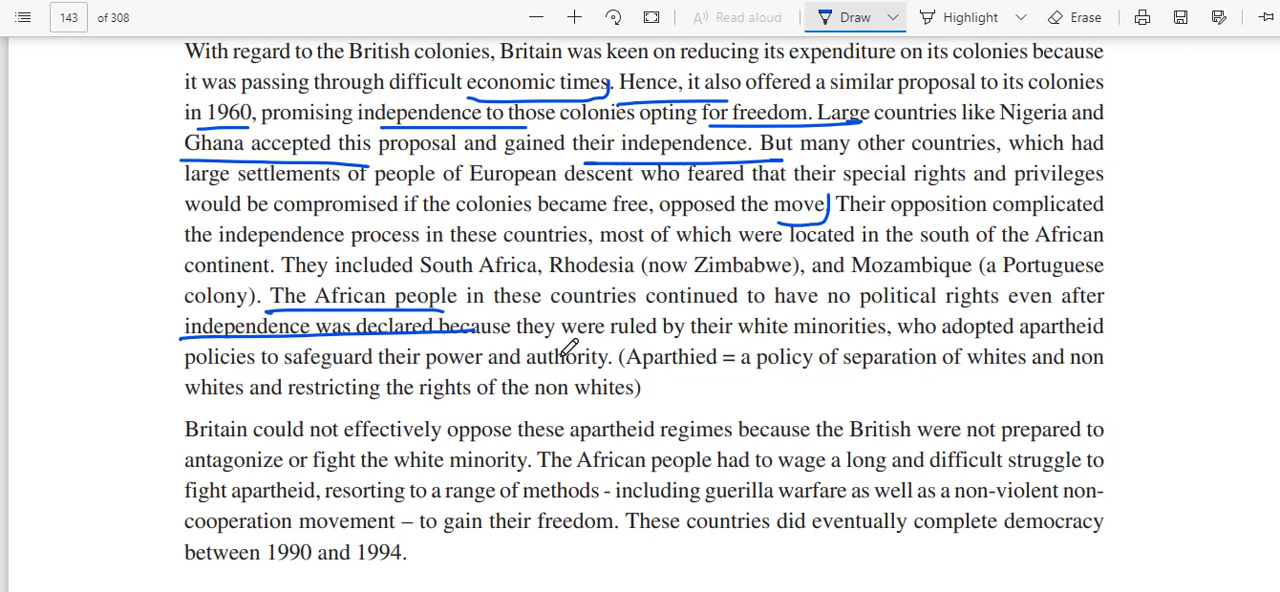 143 of 308 Read aloud Draw Highlight Erase
With regard to the British colonies, Britain was keen on reducing its expenditure on its colonies because
it was passing through difficult economic times. Hence, it also offered a similar proposal to its colonies
in 1960, promising independence to those colonies opting for freedom. Large countries like Nigeria and
Ghana accepted this proposal and gained their independence. But many other countries, which had
large settlements of people of European descent who feared that their special rights and privileges
would be compromised if the colonies became free, opposed the move. Their opposition complicated
the independence process in these countries, most of which were located in the south of the African
continent. They included South Africa, Rhodesia (now Zimbabwe), and Mozambique (a Portuguese
colony). The African people in these countries continued to have no political rights even after
independence was declared because they were ruled by their white minorities, who adopted apartheid
policies to safeguard their power and authority. (Aparthied = a policy of separation of whites and non
whites and restricting the rights of the non whites)
Britain could not effectively oppose these apartheid regimes because the British were not prepared to
antagonize or fight the white minority. The African people had to wage a long and difficult struggle to
fight apartheid, resorting to a range of methods - including guerilla warfare as well as a non-violent non-
cooperation movement – to gain their freedom. These countries did eventually complete democracy
between 1990 and 1994.